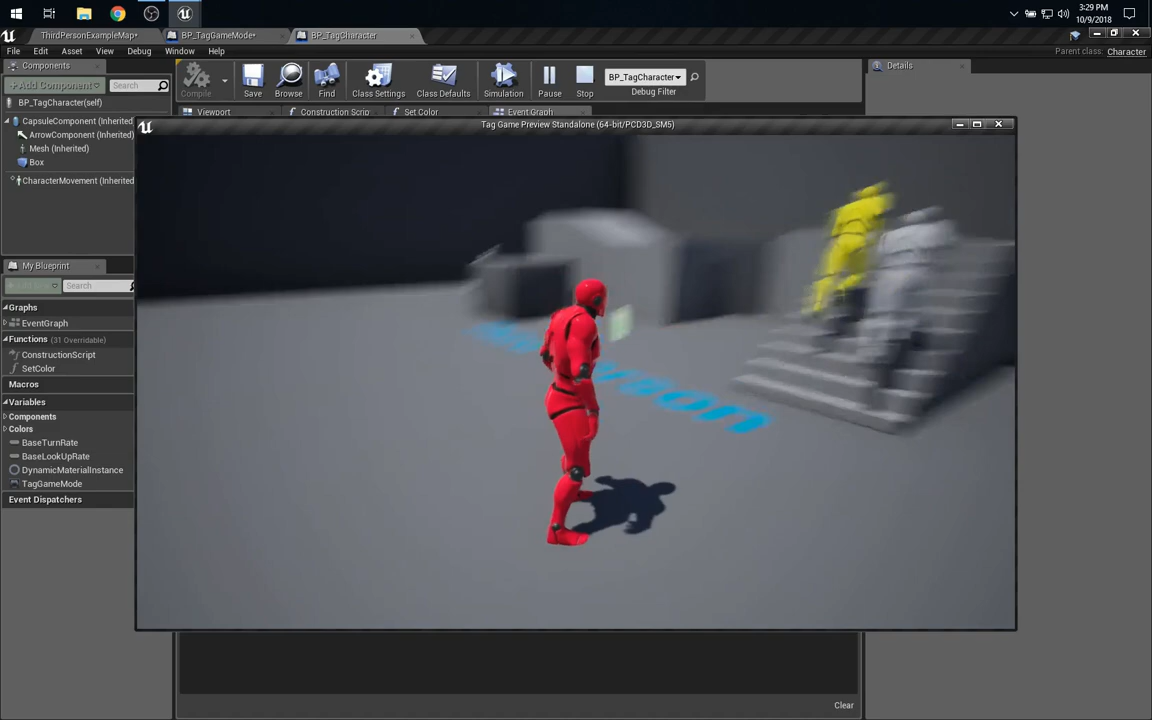 3:29 PM
10/9/2018
ThirdPersonExampleMap*
BP_TagGameMode*
BP_TagCharacter
File
Edit
Asset
View
Debug
Window
Help
Parent class: Character
Components
+Add Component
Search
BP_TagCharacter(self)
CapsuleComponent (Inherited
ArrowComponent (Inherited)
Mesh (Inherited)
Box
CharacterMovement (Inherited
Compile
Save
Browse
Find
Class Settings
Class Defaults
Simulation
Pause
Stop
BP_TagCharacter
Debug Filter
Details
Viewport
Construction Scrip
Set Color
Event Graph
Tag Game Preview Standalone (64-bit/PCD3D_SM5)
My Blueprint
Search
Graphs
EventGraph
Functions (31 Overridable)
ConstructionScript
SetColor
Macros
Variables
Components
Colors
BaseTurnRate
BaseLookUpRate
DynamicMaterialInstance
TagGameMode
Event Dispatchers
Clear